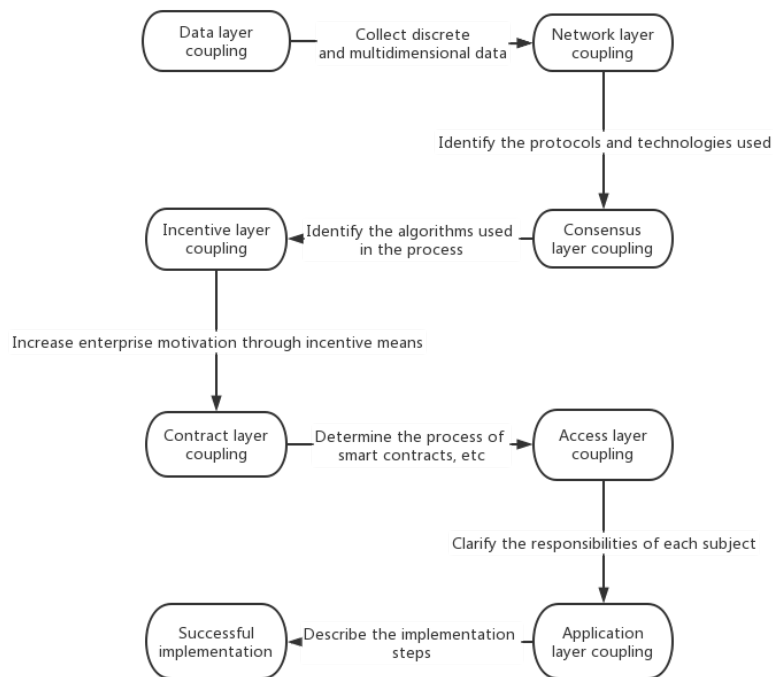 Data layer
coupling
Collect discrete
and multidimensional data
Network layer
coupling
Identify the protocols and technologies used
Consensus
layer coupling
Identify the algorithms used
in the process
Incentive layer
coupling
Increase enterprise motivation through incentive means
Contract layer
coupling
Determine the process of
smart contracts, etc
Access layer
coupling
Clarify the responsibilities of each subject
Application
layer coupling
Describe the implementation
steps
Successful
implementation